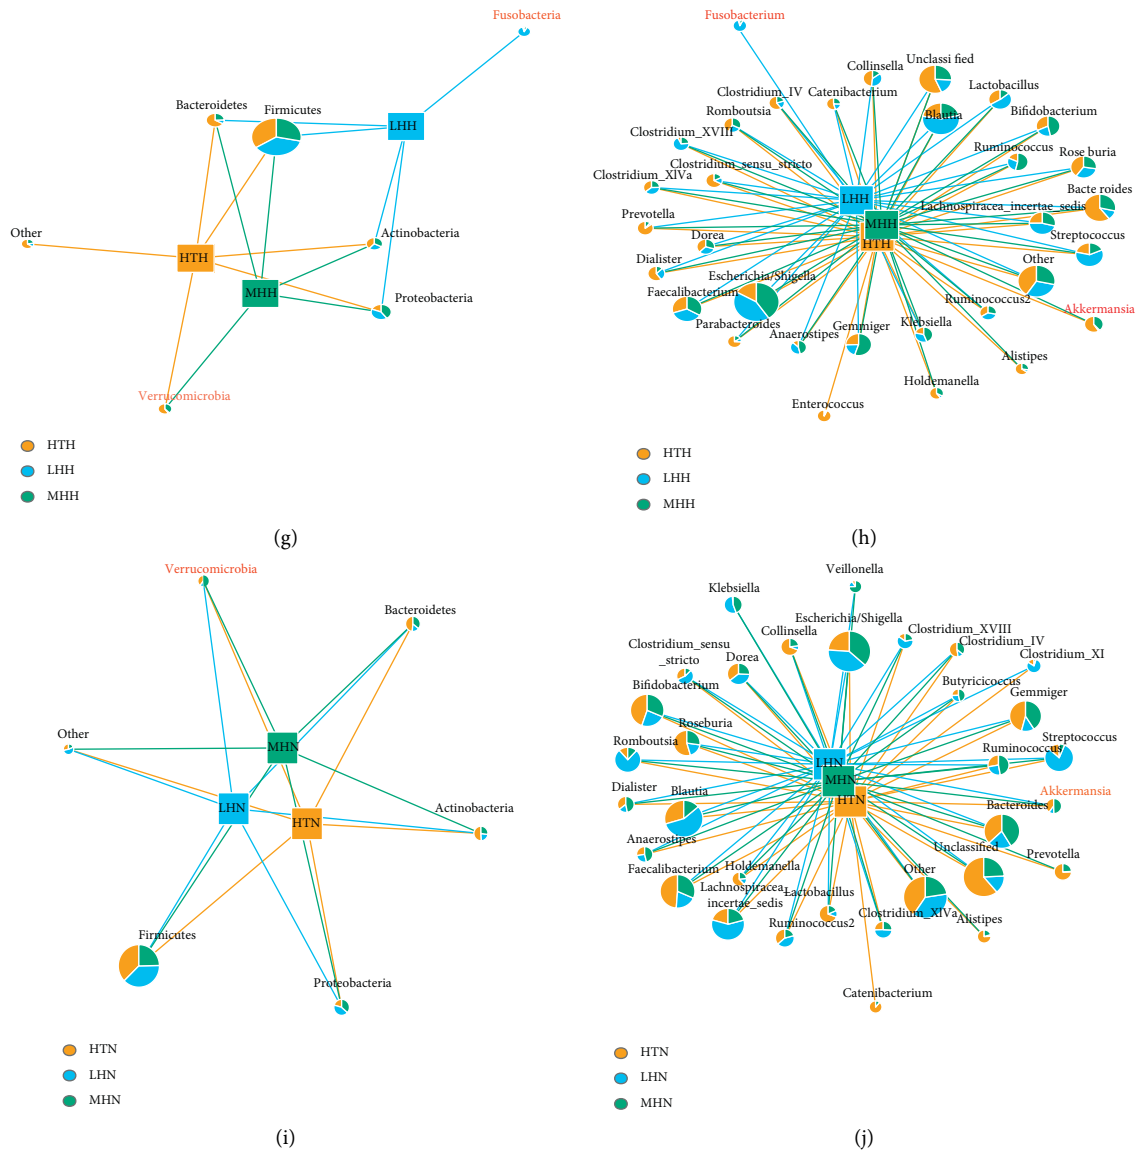 Fusobacteria
Bacteroidetes
Firmicutes
LHH
Other
HTH
Actinobacteria
MHH
Proteobacteria
Verrucomicrobia
HTH
LHH
MHH
(g)
Fusobacterium
Collinsella
Unclassi fied
Clostridium_IV
Catenibacterium
Lactobacillus
Romboutsia
Blautia
Bifidobacterium
Clostridium_XVIII
Ruminococcus
Clostridium_sensu_stricto
Rose buria
Clostridium_XIVa
LHH
Bacte roides
Prevotella
MHH
Lachnospiracea_incertae_sedis
Dorea
HTH
Streptococcus
Dialister
Other
Escherichia/Shigella
Faecalibacterium
Ruminococcus2
Akkermansia
Parabacteroides
Anaerostipes
Gemmiger
Klebsiella
Alistipes
Holdemanella
Enterococcus
HTH
LHH
MHH
(h)
Verrucomicrobia
Bacteroidetes
Other
MHN
LHN
HTN
Actinobacteria
Firmicutes
Proteobacteria
HTN
LHN
MHN
(i)
Veillonella
Klebsiella
Escherichia/Shigella
Collinsella
Clostridium_XVIII
Clostridium_sensu
_stricto
Dorea
Clostridium_IV
Clostridium_XI
Bifidobacterium
Butyricicoccus
Gemmiger
Roseburia
Romboutsia
Streptococcus
LHN
Ruminococcus
MHN
Dialister
Blautia
HTN
Akkermansia
Bacteroides
Anaerostipes
Unclassified
Prevotella
Faecalibacterium
Holdemanella
Other
Lachnospiracea_
incertae_sedis
Lactobacillus
Ruminococcus2
Clostridium_XIVa
Alistipes
Catenibacterium
HTN
LHN
MHN
(j)